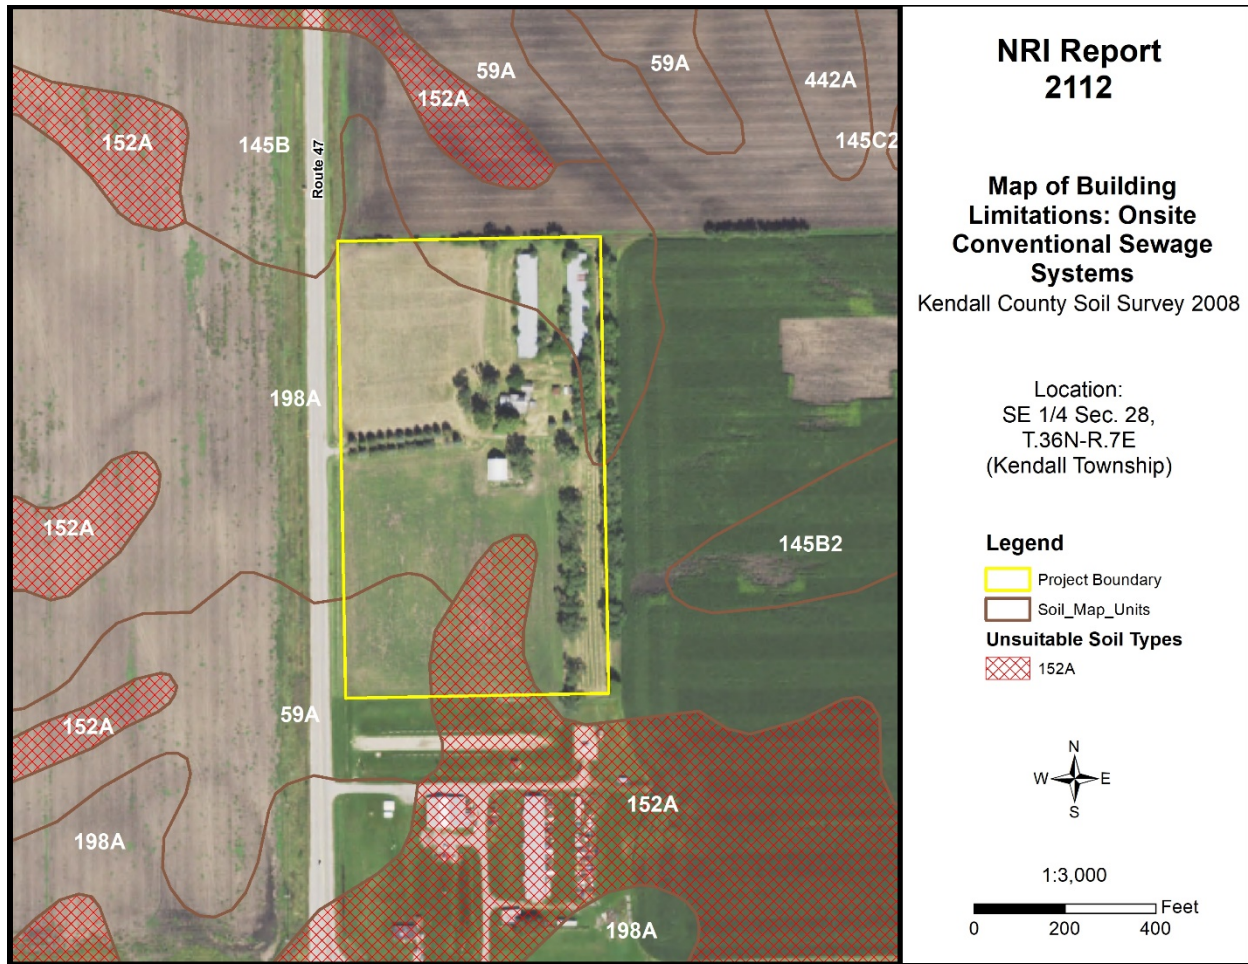 59A
59A
442A
152A
152A
145B
145C2
Route 47
198A
152A
145B2
152A
59A
152A
198A
198A
NRI Report
2112
Map of Building
Limitations: Onsite
Conventional Sewage
Systems
Kendall County Soil Survey 2008
Location:
SE 1/4 Sec. 28,
T.36N-R.7E
(Kendall Township)
Legend
Project Boundary
Soil_Map_Units
Unsuitable Soil Types
152A
N
W E
S
1:3,000
Feet
0 200 400